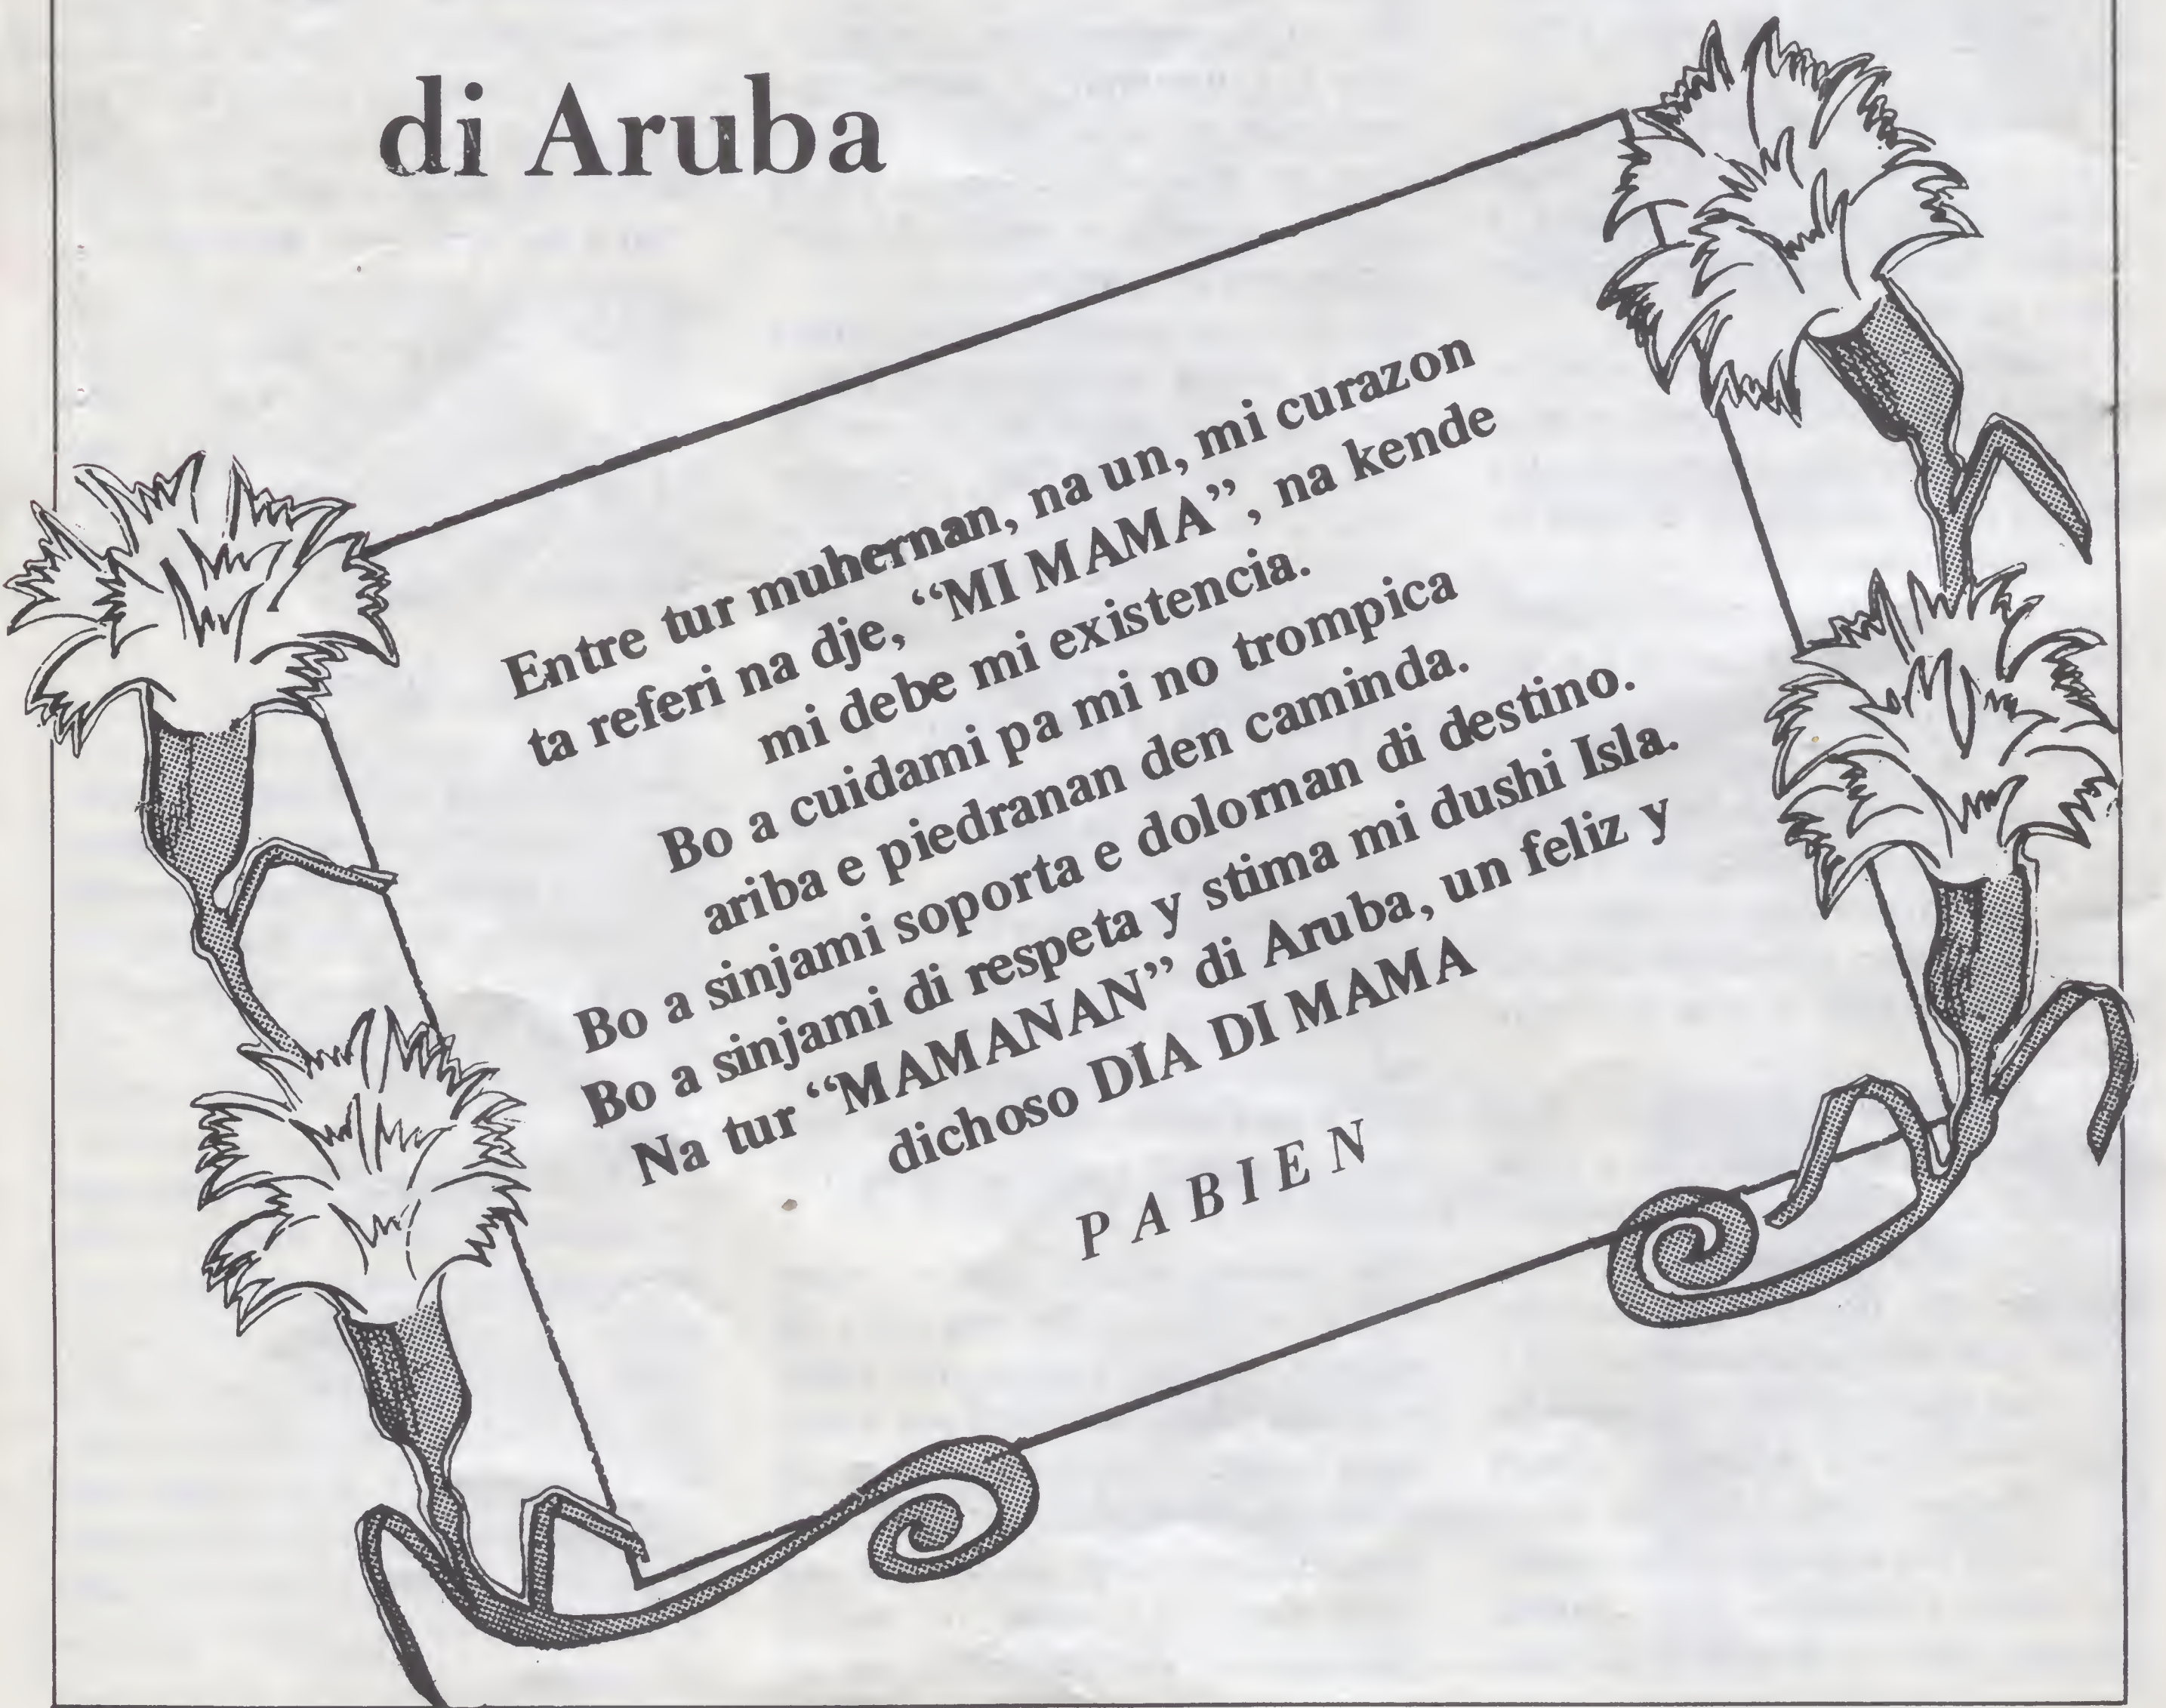 di Aruba
Entre tur muhernan, na un, mi curazon
ta referi na dje, “MI MAMA”, na kende
mi debe mi existencia.
Bo a cuidami pa mi no trompica
ariba e piedranan den caminda.
Bo a sinjami soporta e dolornan di destino.
Bo a sinjami di respeta y stima mi dushi Isla.
Na tur “MAMANAN” di Aruba, un feliz y
dichoso DIA DI MAMA
PABIEN